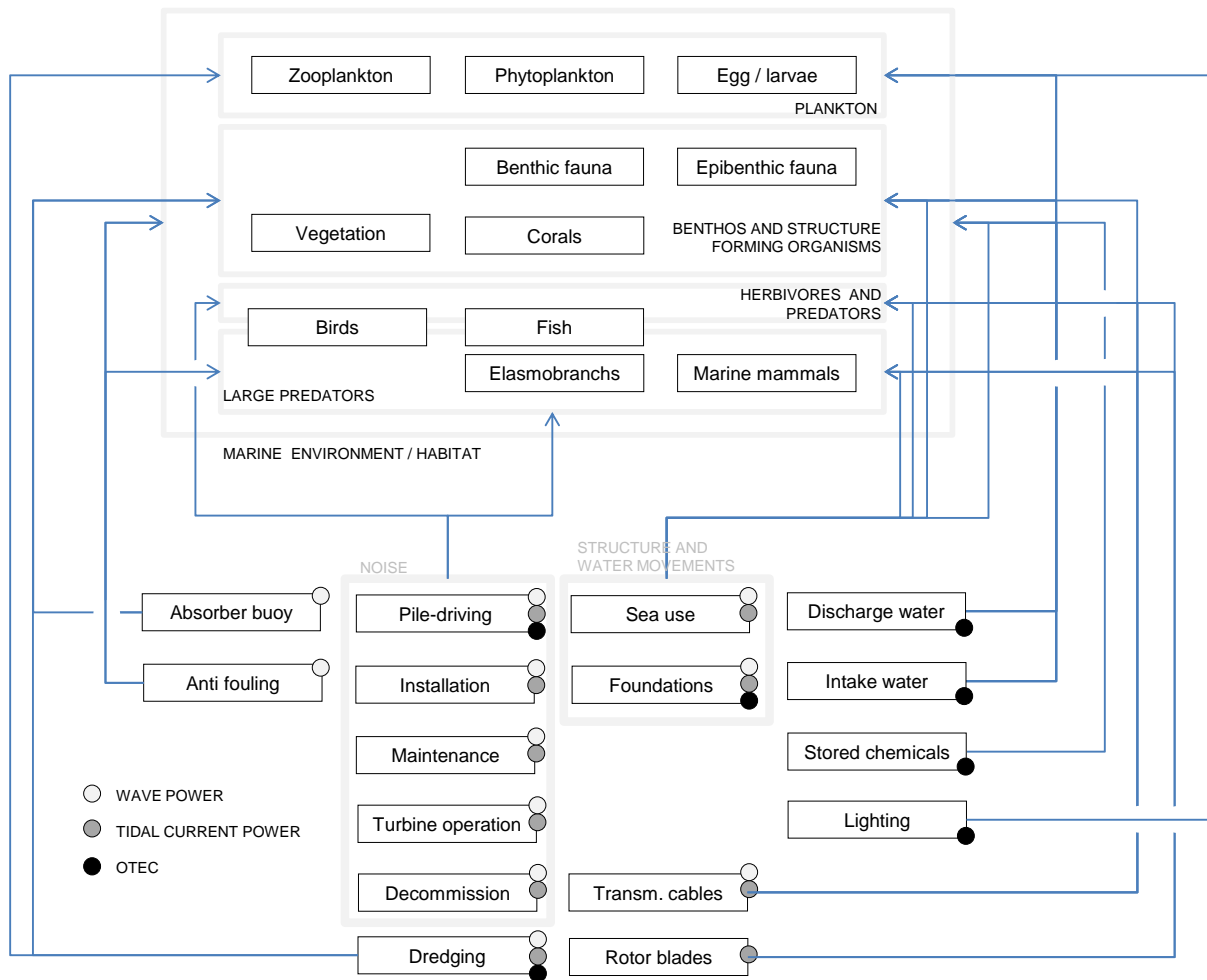 Zooplankton
Phytoplankton
Egg / larvae
PLANKTON
Benthic fauna
Epibenthic fauna
Vegetation
Corals
BENTHOS AND STRUCTURE
FORMING ORGANISMS
HERBIVORES AND
PREDATORS
Birds
Fish
Elasmobranchs
Marine mammals
LARGE PREDATORS
MARINE ENVIRONMENT / HABITAT
NOISE
STRUCTURE AND
WATER MOVEMENTS
Absorber buoy
Pile-driving
Sea use
Discharge water
Anti fouling
Installation
Foundations
Intake water
Maintenance
Stored chemicals
WAVE POWER
TIDAL CURRENT POWER
OTEC
Turbine operation
Lighting
Decommission
Transm. cables
Dredging
Rotor blades